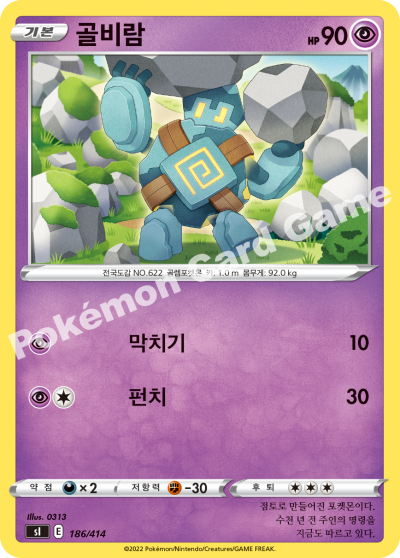 기본 골비람 HP 90
전국도감 NO.622 골렘포켓몬 키: 1.0 m 몸무게: 92.0 kg
Pokémon Card Game
막치기 10
펀치 30
약점 ×2 저항력 -30 후퇴
Illus. 0313
점토로 만들어진 포켓몬이다.
수천 년 전 주인의 명령을
지금도 따르고 있다.
sI E 186/414
©2022 Pokémon/Nintendo/Creatures/GAME FREAK.